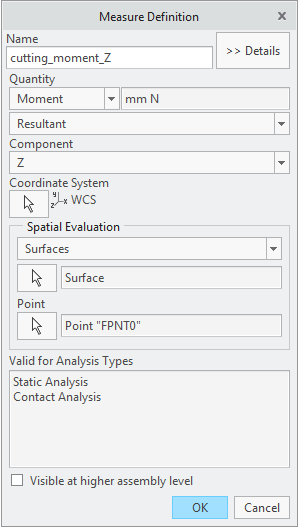 Measure Definition x
Name
cutting_moment_Z
>> Details
Quantity
Moment mm N
Resultant
Component
Z
Coordinate System
y z x WCS
Spatial Evaluation
Surfaces
Surface
Point
Point "FPNT0"
Valid for Analysis Types
Static Analysis
Contact Analysis
Visible at higher assembly level
OK Cancel